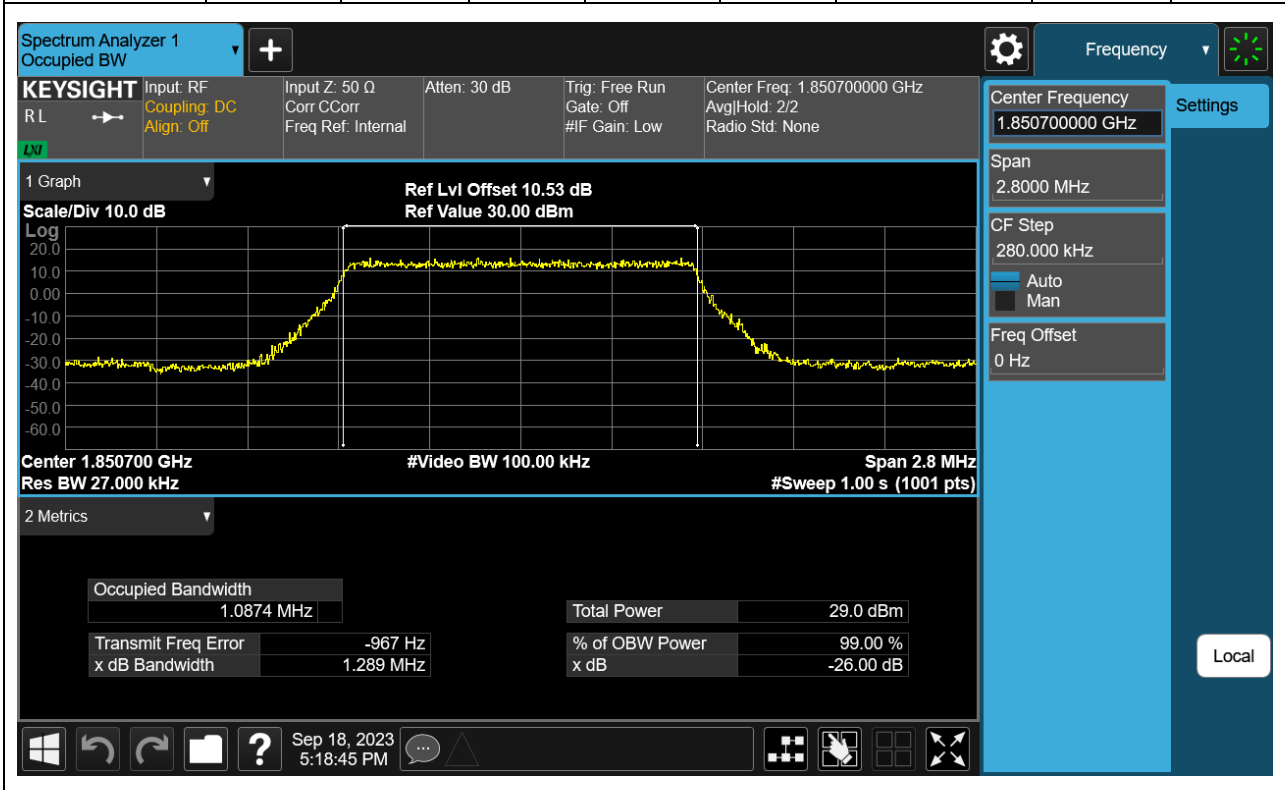 Spectrum Analyzer 1
Occupied BW
+
Frequency
KEYSIGHT
RL
LXI
Input: RF
Coupling: DC
Align: Off
Input Z: 50 Ω
Corr CCorr
Freq Ref: Internal
Atten: 30 dB
Trig: Free Run
Gate: Off
#IF Gain: Low
Center Freq: 1.850700000 GHz
Avg|Hold: 2/2
Radio Std: None
Center Frequency
1.850700000 GHz
Settings
Span
2.8000 MHz
CF Step
280.000 kHz
Auto
Man
Freq Offset
0 Hz
Local
1 Graph
Scale/Div 10.0 dB
Ref Lvl Offset 10.53 dB
Ref Value 30.00 dBm
Log
20.0
10.0
0.00
-10.0
-20.0
-30.0
-40.0
-50.0
-60.0
Center 1.850700 GHz
#Video BW 100.00 kHz
Span 2.8 MHz
Res BW 27.000 kHz
#Sweep 1.00 s (1001 pts)
2 Metrics
Occupied Bandwidth
1.0874 MHz
Total Power 29.0 dBm
Transmit Freq Error -967 Hz
% of OBW Power 99.00 %
x dB Bandwidth 1.289 MHz
x dB -26.00 dB
?
Sep 18, 2023
5:18:45 PM